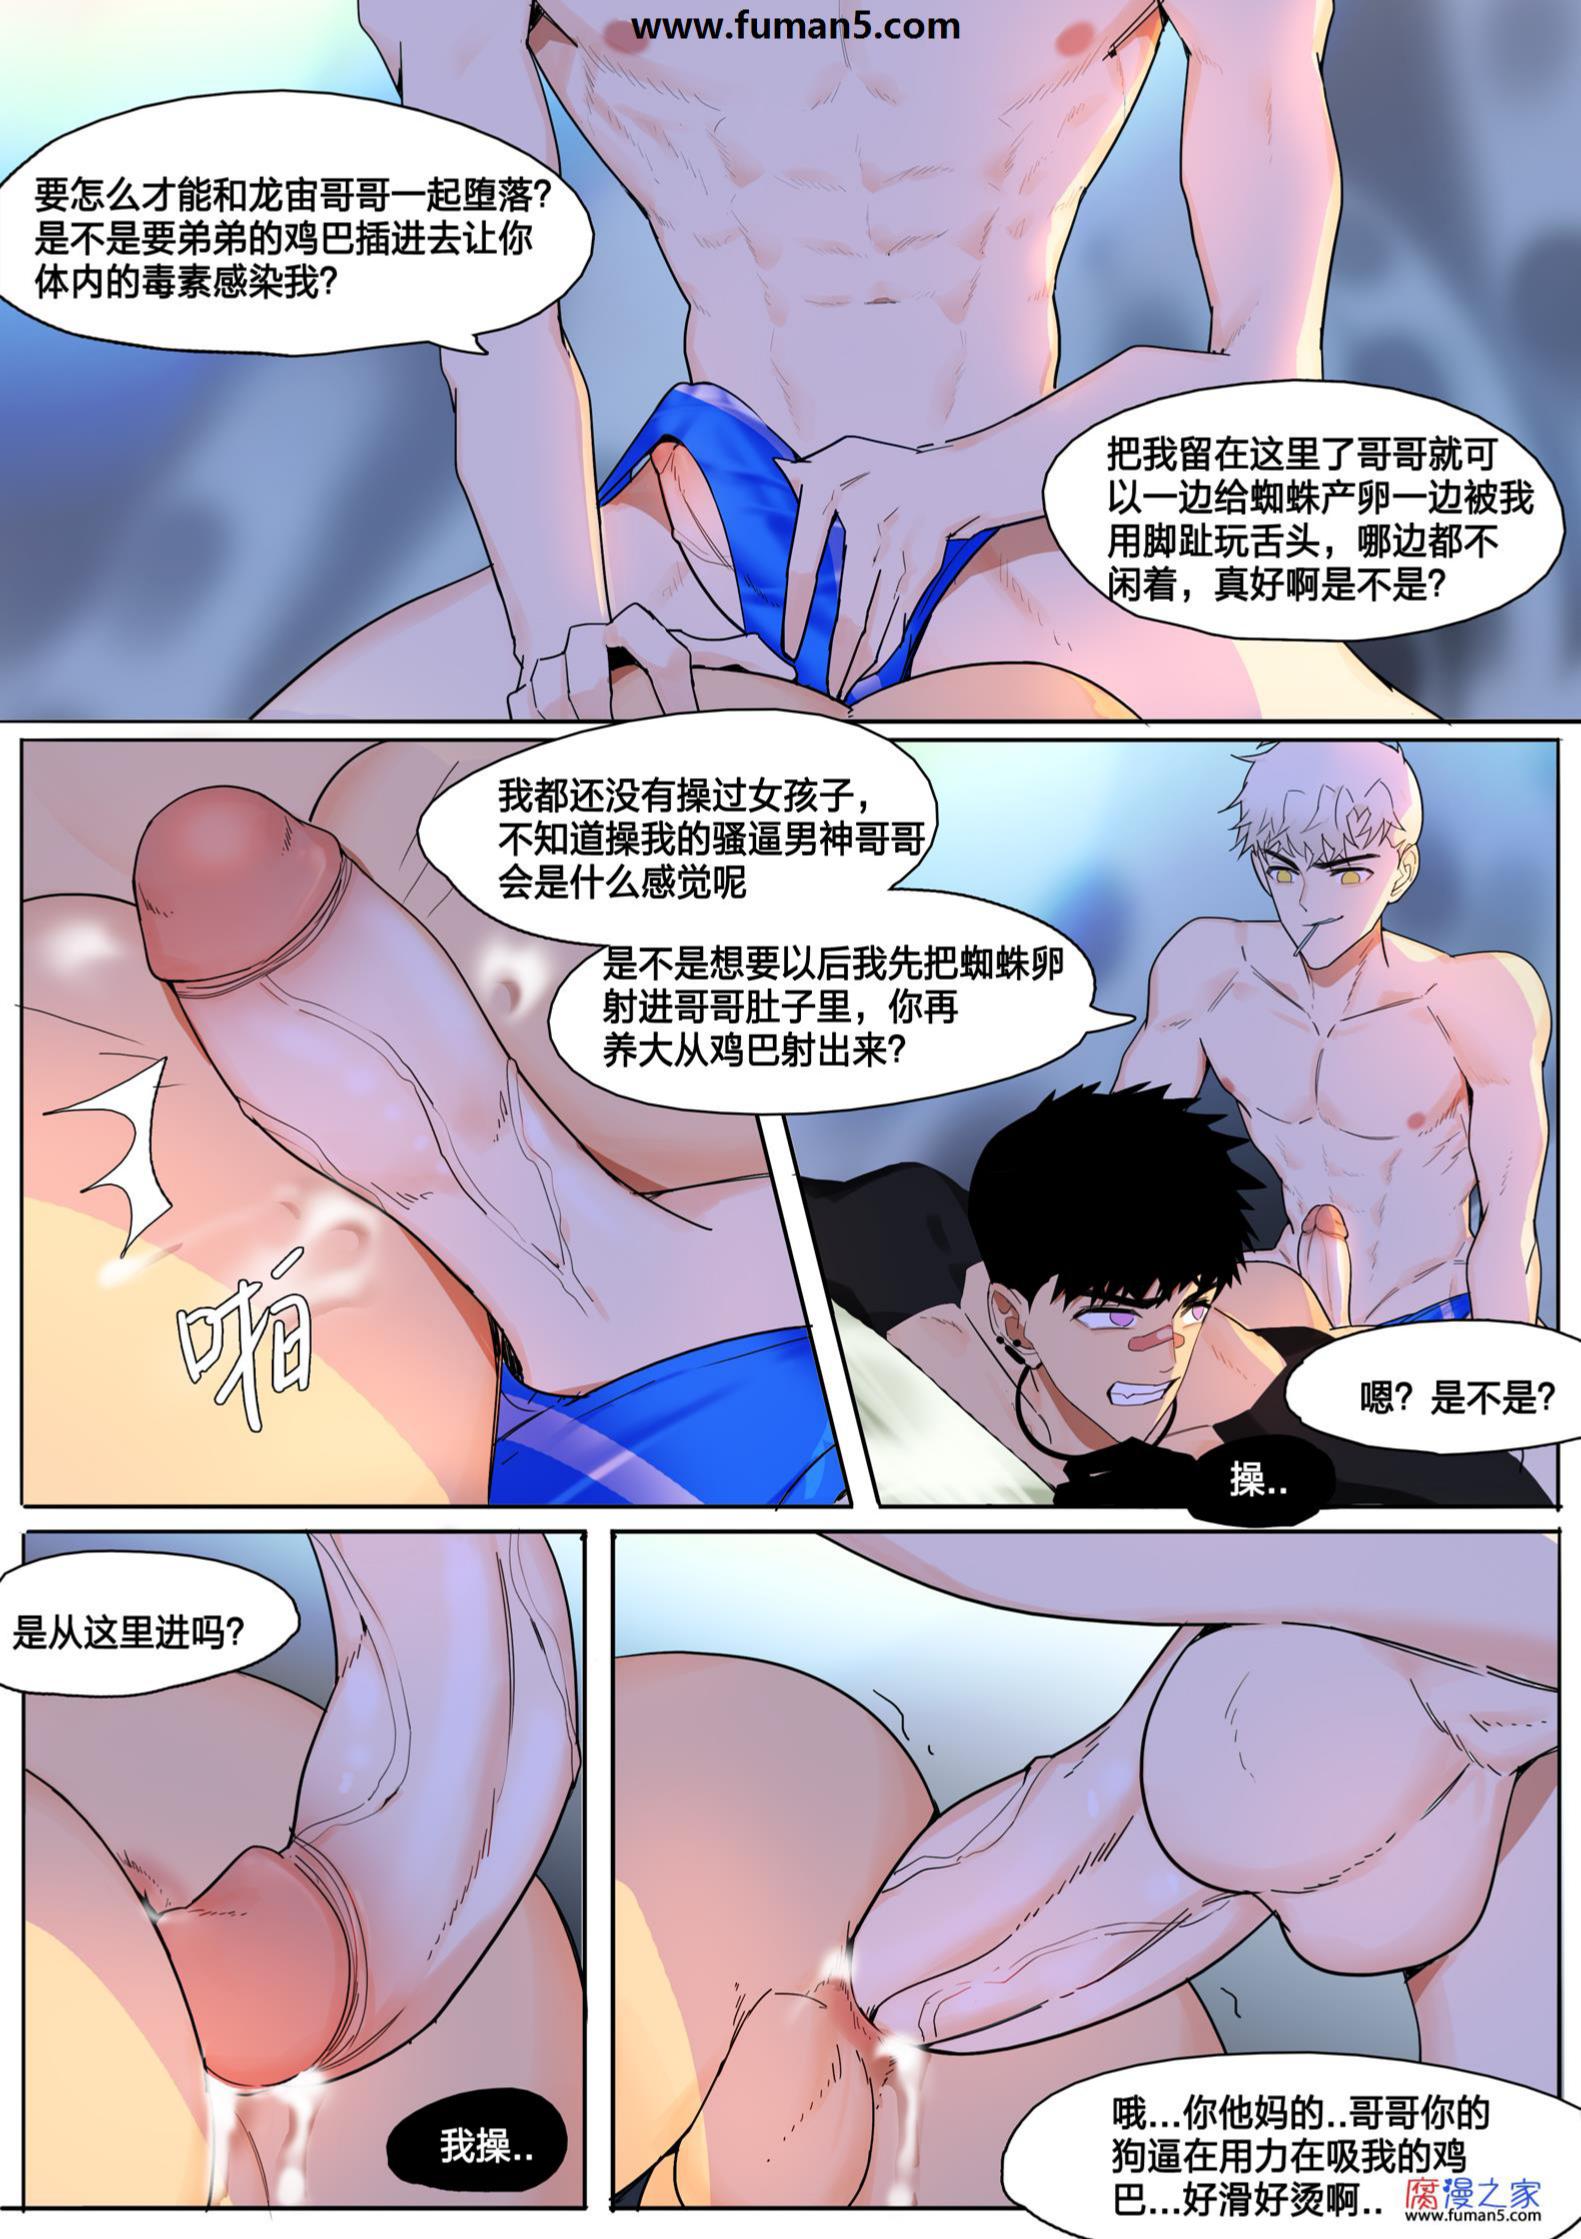 www.fuman5.com
要怎么才能和龙宙哥哥一起堕落?
是不是要弟弟的鸡巴插进去让你
体内的毒素感染我?
把我留在这里了哥哥就可
以一边给蜘蛛产卵一边被我
用脚趾玩舌头，哪边都不
闲着，真好啊是不是?
我都还没有操过女孩子，
不知道操我的骚逼男神哥哥
会是什么感觉呢
是不是想要以后我先把蜘蛛卵
射进哥哥肚子里，你再
养大从鸡巴射出来?
啪
嗯? 是不是?
操..
是从这里进吗?
我操..
哦...你他妈的..哥哥你的
狗逼在用力在吸我的鸡
巴...好滑好烫啊..
腐漫之家
www.fuman5.com